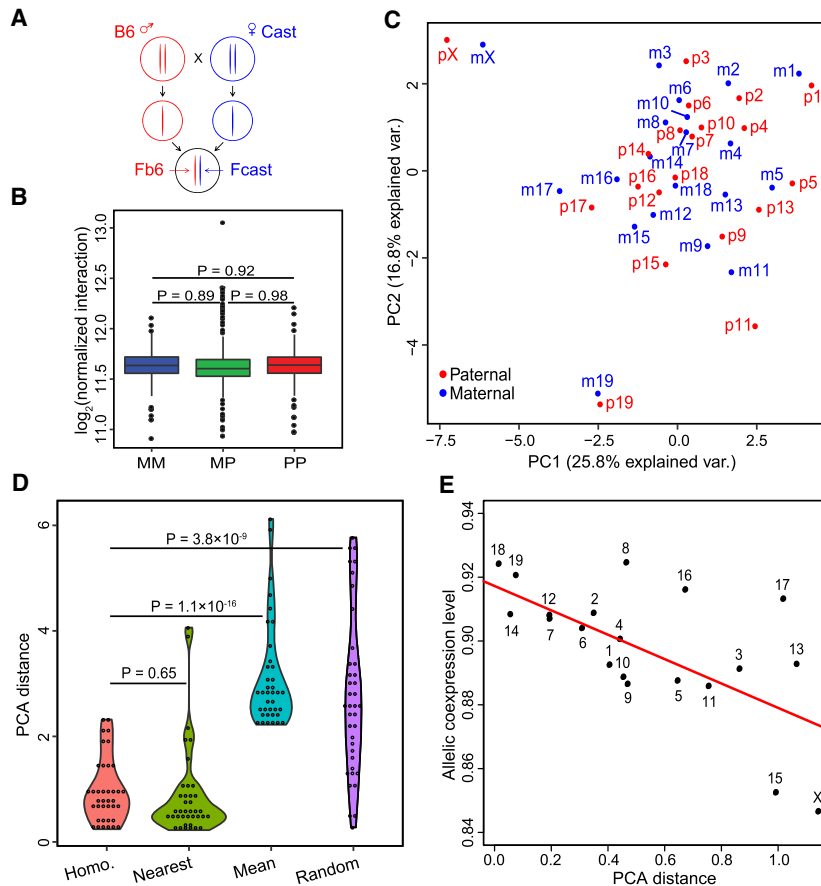 A
B6 ♂
♀ Cast
X
Fb6
Fcast
B
log2(normalized interaction)
13.0
12.5
12.0
11.5
11.0
P = 0.92
P = 0.89
P = 0.98
MM
MP
PP
C
PC2 (16.8% explained var.)
2
0
−2
−4
pX
mX
m3
p3
m2
m1
p1
m6
p6
p2
m10
p10
p4
m8
p8
p7
m7
m4
p14
m14
p18
m5
p5
m16
p16
m18
m17
p12
m13
p13
p17
m12
m15
m9
p9
p15
m11
p11
m19
p19
Paternal
Maternal
−7.5
−5.0
−2.5
0.0
2.5
PC1 (25.8% explained var.)
D
PCA distance
6
4
2
0
P = 3.8×10-9
P = 1.1×10-16
P = 0.65
Homo.
Nearest
Mean
Random
E
Allelic coexpression level
0.94
0.92
0.90
0.88
0.86
0.84
18
19
8
16
17
14
12
7
2
6
4
1
10
9
5
11
3
13
15
X
0.0
0.2
0.4
0.6
0.8
1.0
PCA distance